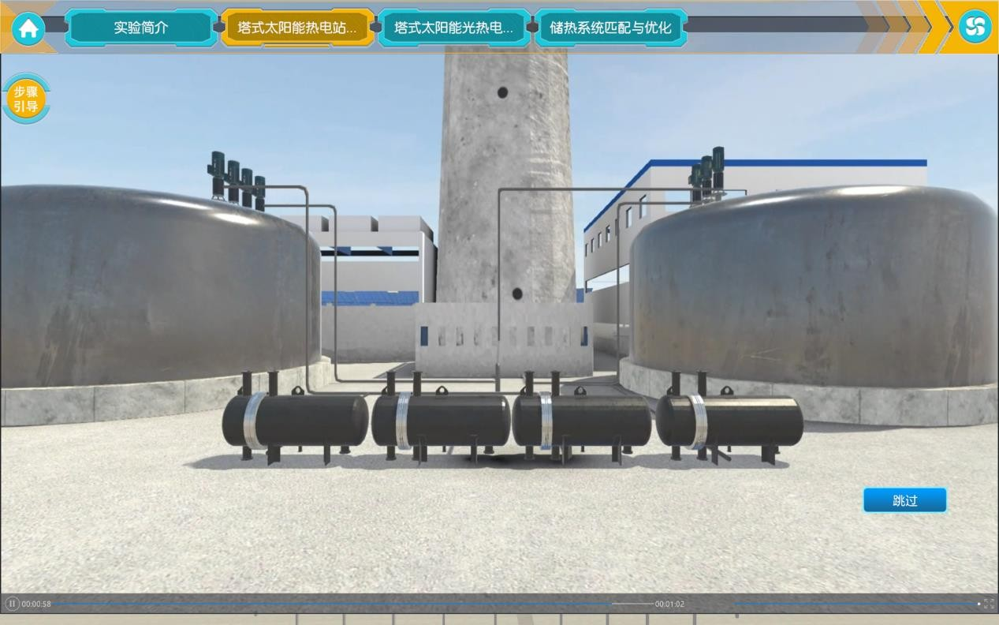 实验简介
塔式太阳能热电站...
塔式太阳能光热电...
储热系统匹配与优化
步骤
引导
跳过
00:00:58
00:01:02